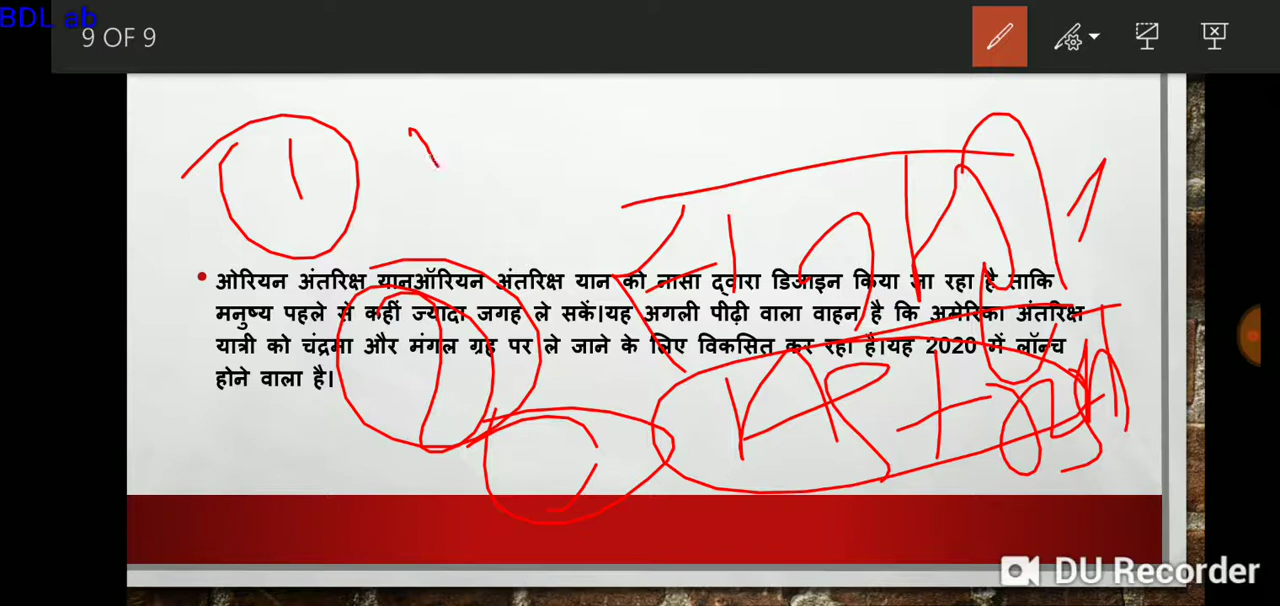 BDL ab
9 OF 9
ओरियन अंतरिक्ष यानऑरियन अंतरिक्ष यान को नासा द्वारा डिजाइन किया जा रहा है ताकि
मनुष्य पहले से कहीं ज्यादा जगह ले सकें।यह अगली पीढ़ी वाला वाहन है कि अमेरिका अंतरिक्ष
यात्री को चंद्रमा और मंगल ग्रह पर ले जाने के लिए विकसित कर रहा है।यह 2020 में लॉन्च
होने वाला है।
DU Recorder